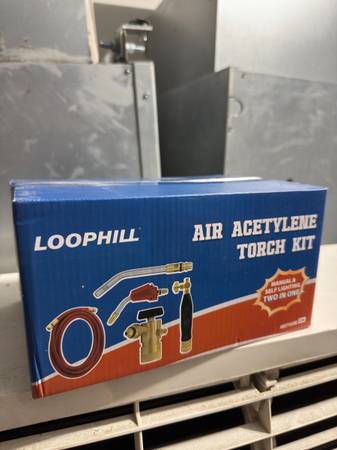 LOOPHILL
AIR ACETYLENE
TORCH KIT
MANUAL &
SELF LIGHTING
TWO IN ONE